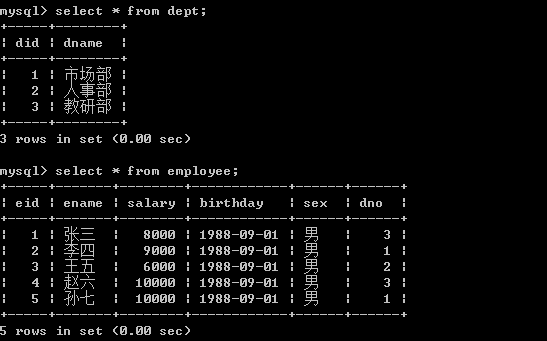 mysql> select * from dept;
+-----+--------+
| did | dname  |
+-----+--------+
|   1 | 市场部 |
|   2 | 人事部 |
|   3 | 教研部 |
+-----+--------+
3 rows in set (0.00 sec)
mysql> select * from employee;
+-----+-------+--------+------------+------+------+
| eid | ename | salary | birthday   | sex  | dno  |
+-----+-------+--------+------------+------+------+
|   1 | 张三  |   8000 | 1988-09-01 | 男   |    3 |
|   2 | 李四  |   9000 | 1988-09-01 | 男   |    1 |
|   3 | 王五  |   6000 | 1988-09-01 | 男   |    2 |
|   4 | 赵六  |  10000 | 1988-09-01 | 男   |    3 |
|   5 | 孙七  |  10000 | 1988-09-01 | 男   |    1 |
+-----+-------+--------+------------+------+------+
5 rows in set (0.00 sec)